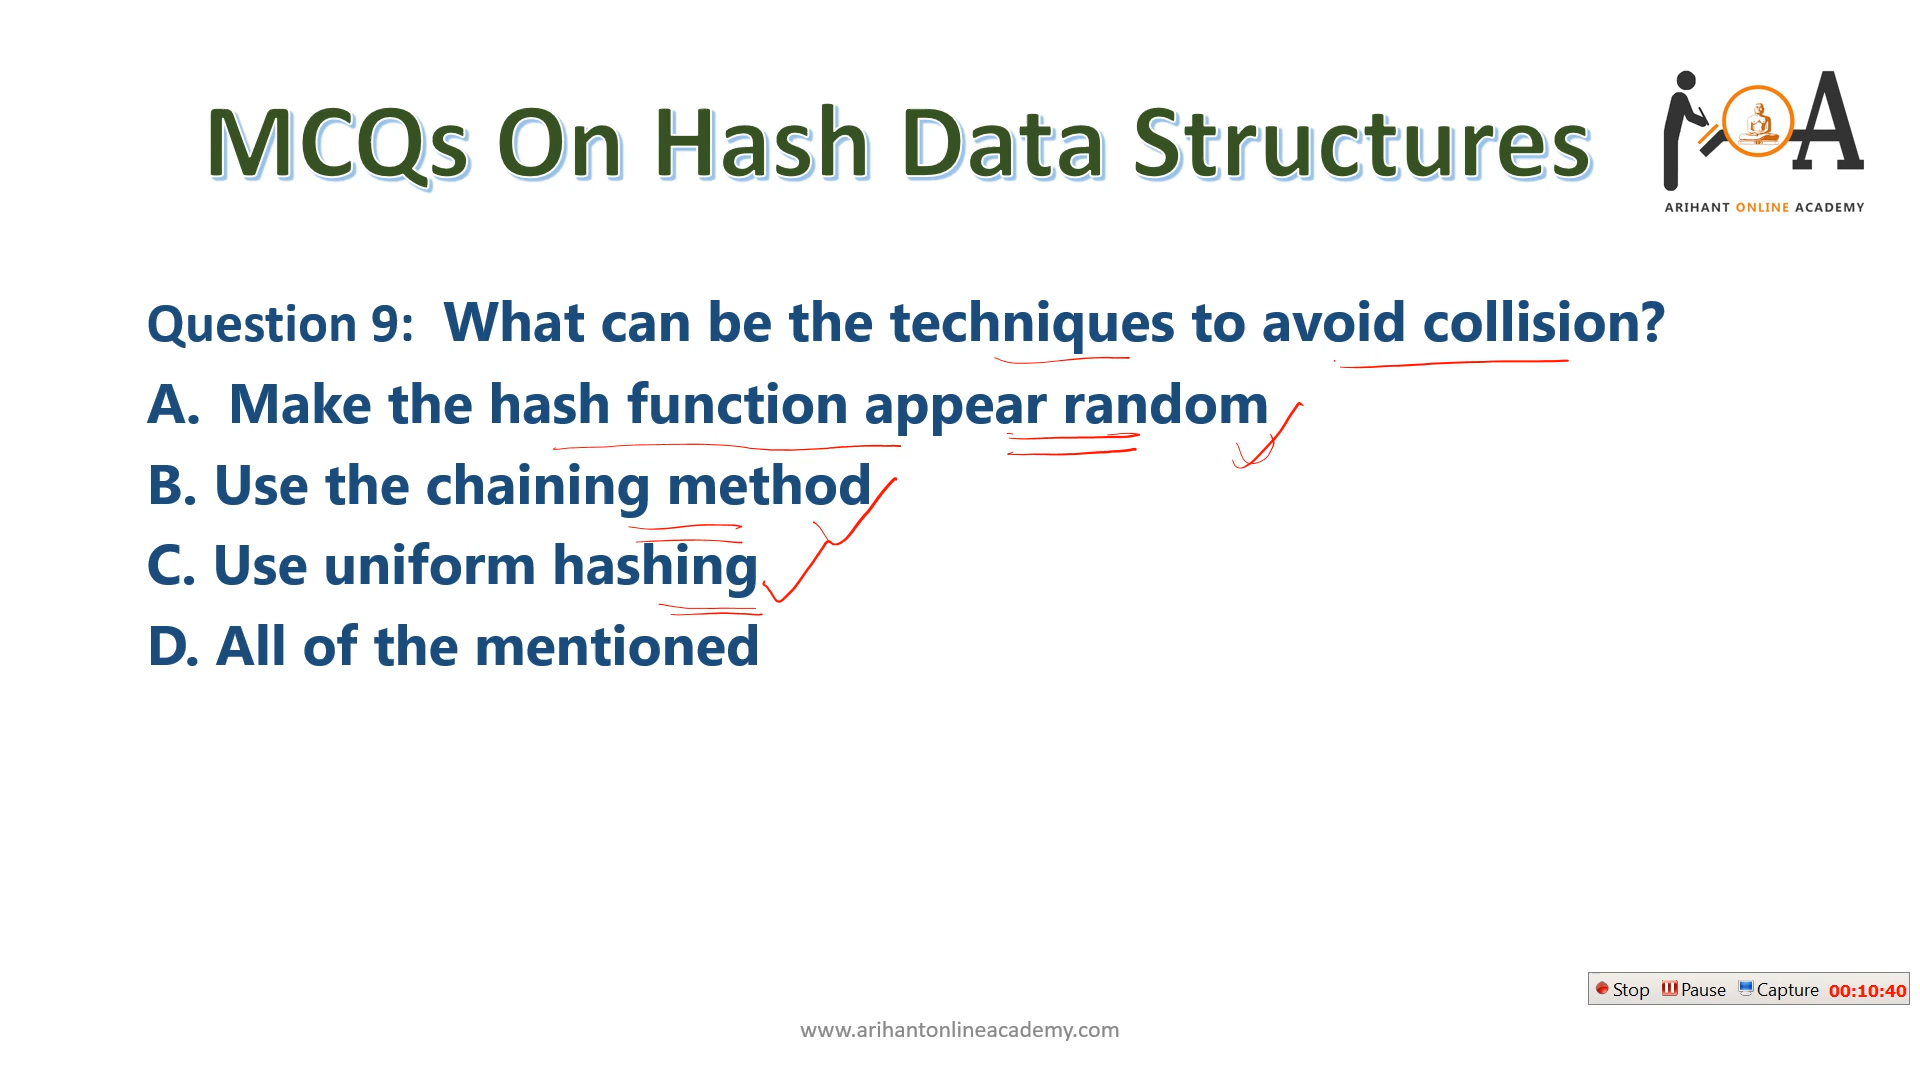 MCQs On Hash Data Structures
A
ARIHANT ONLINE ACADEMY
Question 9: What can be the techniques to avoid collision?
A. Make the hash function appear random
B. Use the chaining method
C. Use uniform hashing
D. All of the mentioned
Stop Pause Capture 00:10:40
www.arihantonlineacademy.com